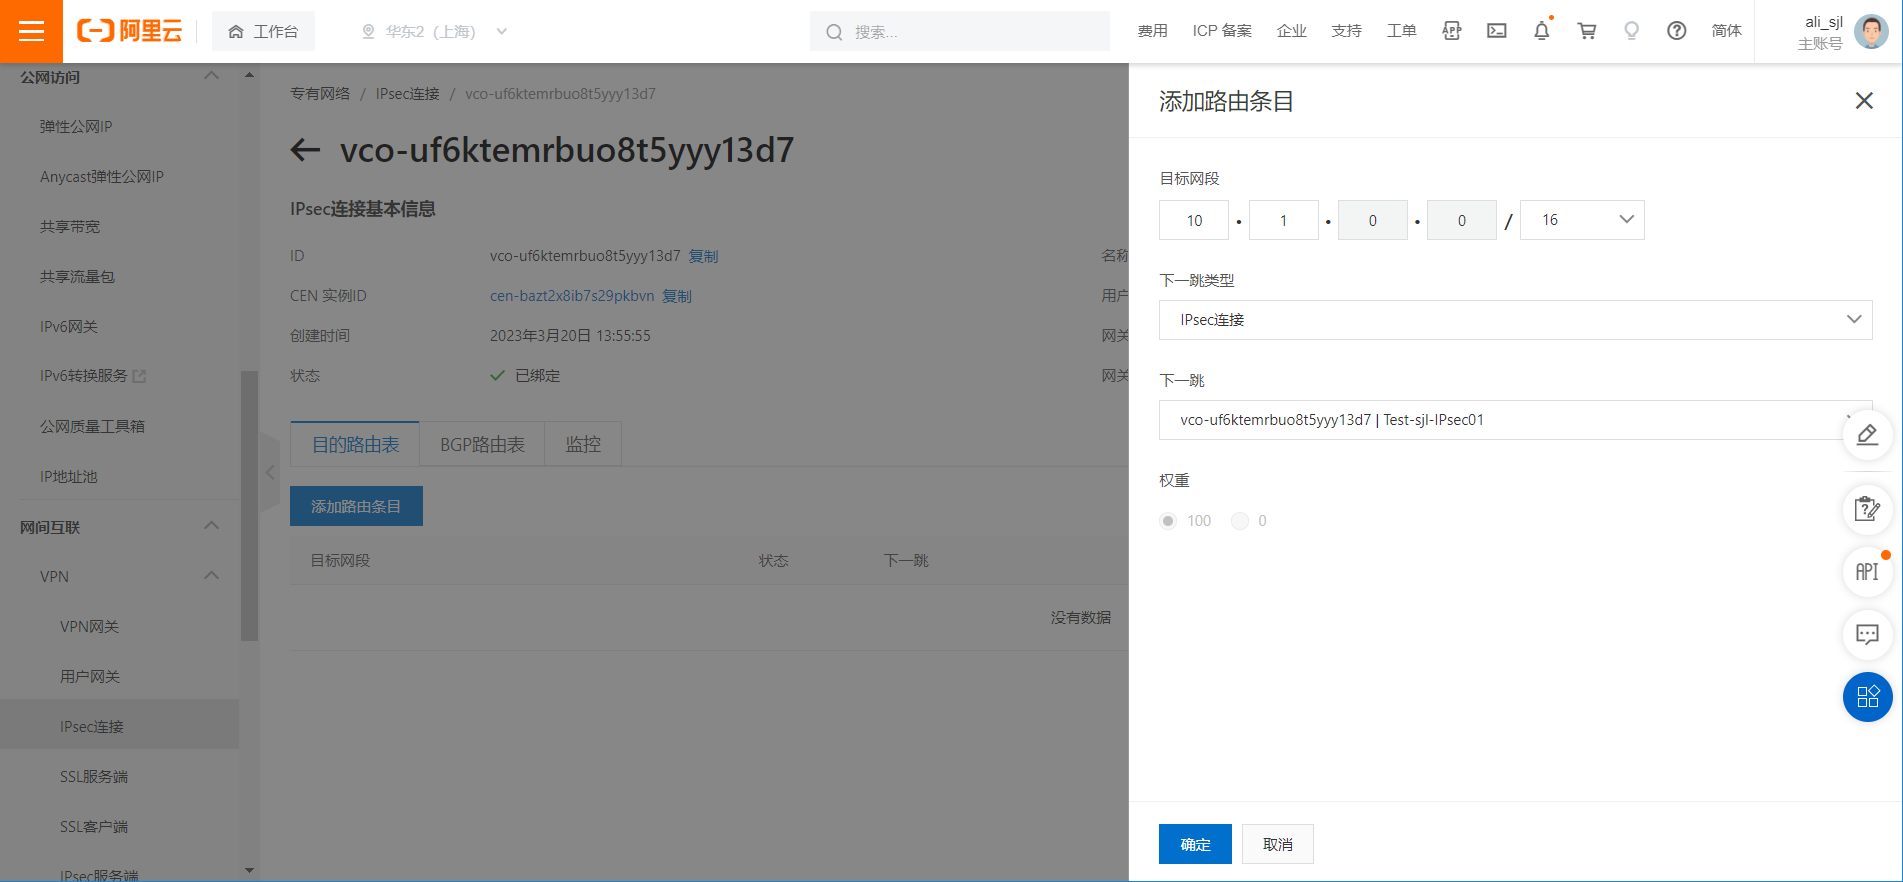 阿里云
工作台
华东2（上海）
搜索...
费用
ICP 备案
企业
支持
工单
APP
简体
ali_sjl
主账号
公网访问
弹性公网IP
Anycast弹性公网IP
共享带宽
共享流量包
IPv6网关
IPv6转换服务
公网质量工具箱
IP地址池
网间互联
VPN
VPN网关
用户网关
IPsec连接
SSL服务端
SSL客户端
IPsec服务端
专有网络 / IPsec连接 / vco-uf6ktemrbuo8t5yyy13d7
vco-uf6ktemrbuo8t5yyy13d7
IPsec连接基本信息
ID vco-uf6ktemrbuo8t5yyy13d7 复制 名称
CEN 实例ID cen-bazt2x8ib7s29pkbvn 复制 用户
创建时间 2023年3月20日 13:55:55 网关
状态 已绑定 网关
目的路由表 BGP路由表 监控
添加路由条目
目标网段 状态 下一跳
没有数据
添加路由条目
目标网段
10 . 1 . 0 . 0 / 16
下一跳类型
IPsec连接
下一跳
vco-uf6ktemrbuo8t5yyy13d7 | Test-sjl-IPsec01
权重
100 0
API
确定 取消